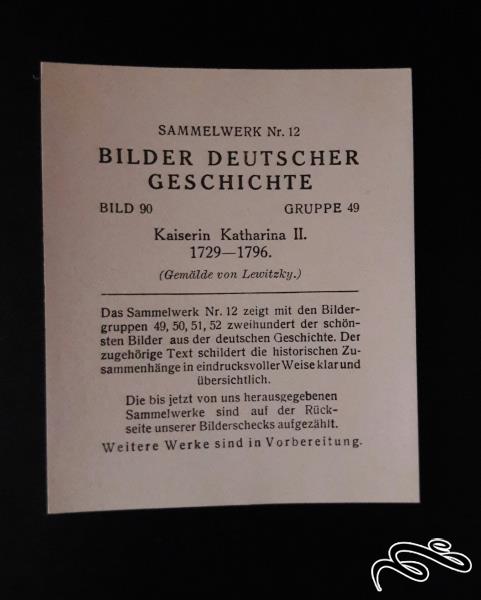 SAMMELWERK Nr. 12
BILDER DEUTSCHER
GESCHICHTE
BILD 90 GRUPPE 49
Kaiserin Katharina II.
1729—1796.
(Gemälde von Lewitzky.)
Das Sammelwerk Nr. 12 zeigt mit den Bilder-
gruppen 49, 50, 51, 52 zweihundert der schön-
sten Bilder aus der deutschen Geschichte. Der
zugehörige Text schildert die historischen Zu-
sammenhänge in eindrucksvoller Weise klar und
übersichtlich.
Die bis jetzt von uns herausgegebenen
Sammelwerke sind auf der Rück-
seite unserer Bilderschecks aufgezählt.
Weitere Werke sind in Vorbereitung.